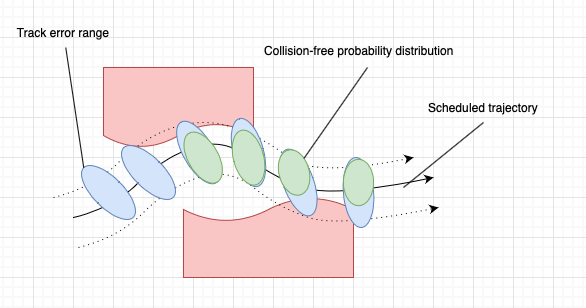 Track error range
Collision-free probability distribution
Scheduled trajectory